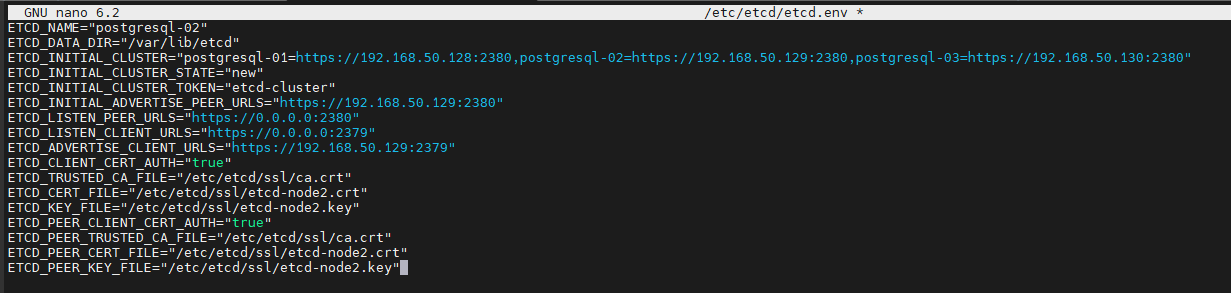 GNU nano 6.2 /etc/etcd/etcd.env *
ETCD_NAME="postgresql-02"
ETCD_DATA_DIR="/var/lib/etcd"
ETCD_INITIAL_CLUSTER="postgresql-01=https://192.168.50.128:2380,postgresql-02=https://192.168.50.129:2380,postgresql-03=https://192.168.50.130:2380"
ETCD_INITIAL_CLUSTER_STATE="new"
ETCD_INITIAL_CLUSTER_TOKEN="etcd-cluster"
ETCD_INITIAL_ADVERTISE_PEER_URLS="https://192.168.50.129:2380"
ETCD_LISTEN_PEER_URLS="https://0.0.0.0:2380"
ETCD_LISTEN_CLIENT_URLS="https://0.0.0.0:2379"
ETCD_ADVERTISE_CLIENT_URLS="https://192.168.50.129:2379"
ETCD_CLIENT_CERT_AUTH="true"
ETCD_TRUSTED_CA_FILE="/etc/etcd/ssl/ca.crt"
ETCD_CERT_FILE="/etc/etcd/ssl/etcd-node2.crt"
ETCD_KEY_FILE="/etc/etcd/ssl/etcd-node2.key"
ETCD_PEER_CLIENT_CERT_AUTH="true"
ETCD_PEER_TRUSTED_CA_FILE="/etc/etcd/ssl/ca.crt"
ETCD_PEER_CERT_FILE="/etc/etcd/ssl/etcd-node2.crt"
ETCD_PEER_KEY_FILE="/etc/etcd/ssl/etcd-node2.key"